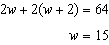 2w + 2(w + 2) = 64
w = 15